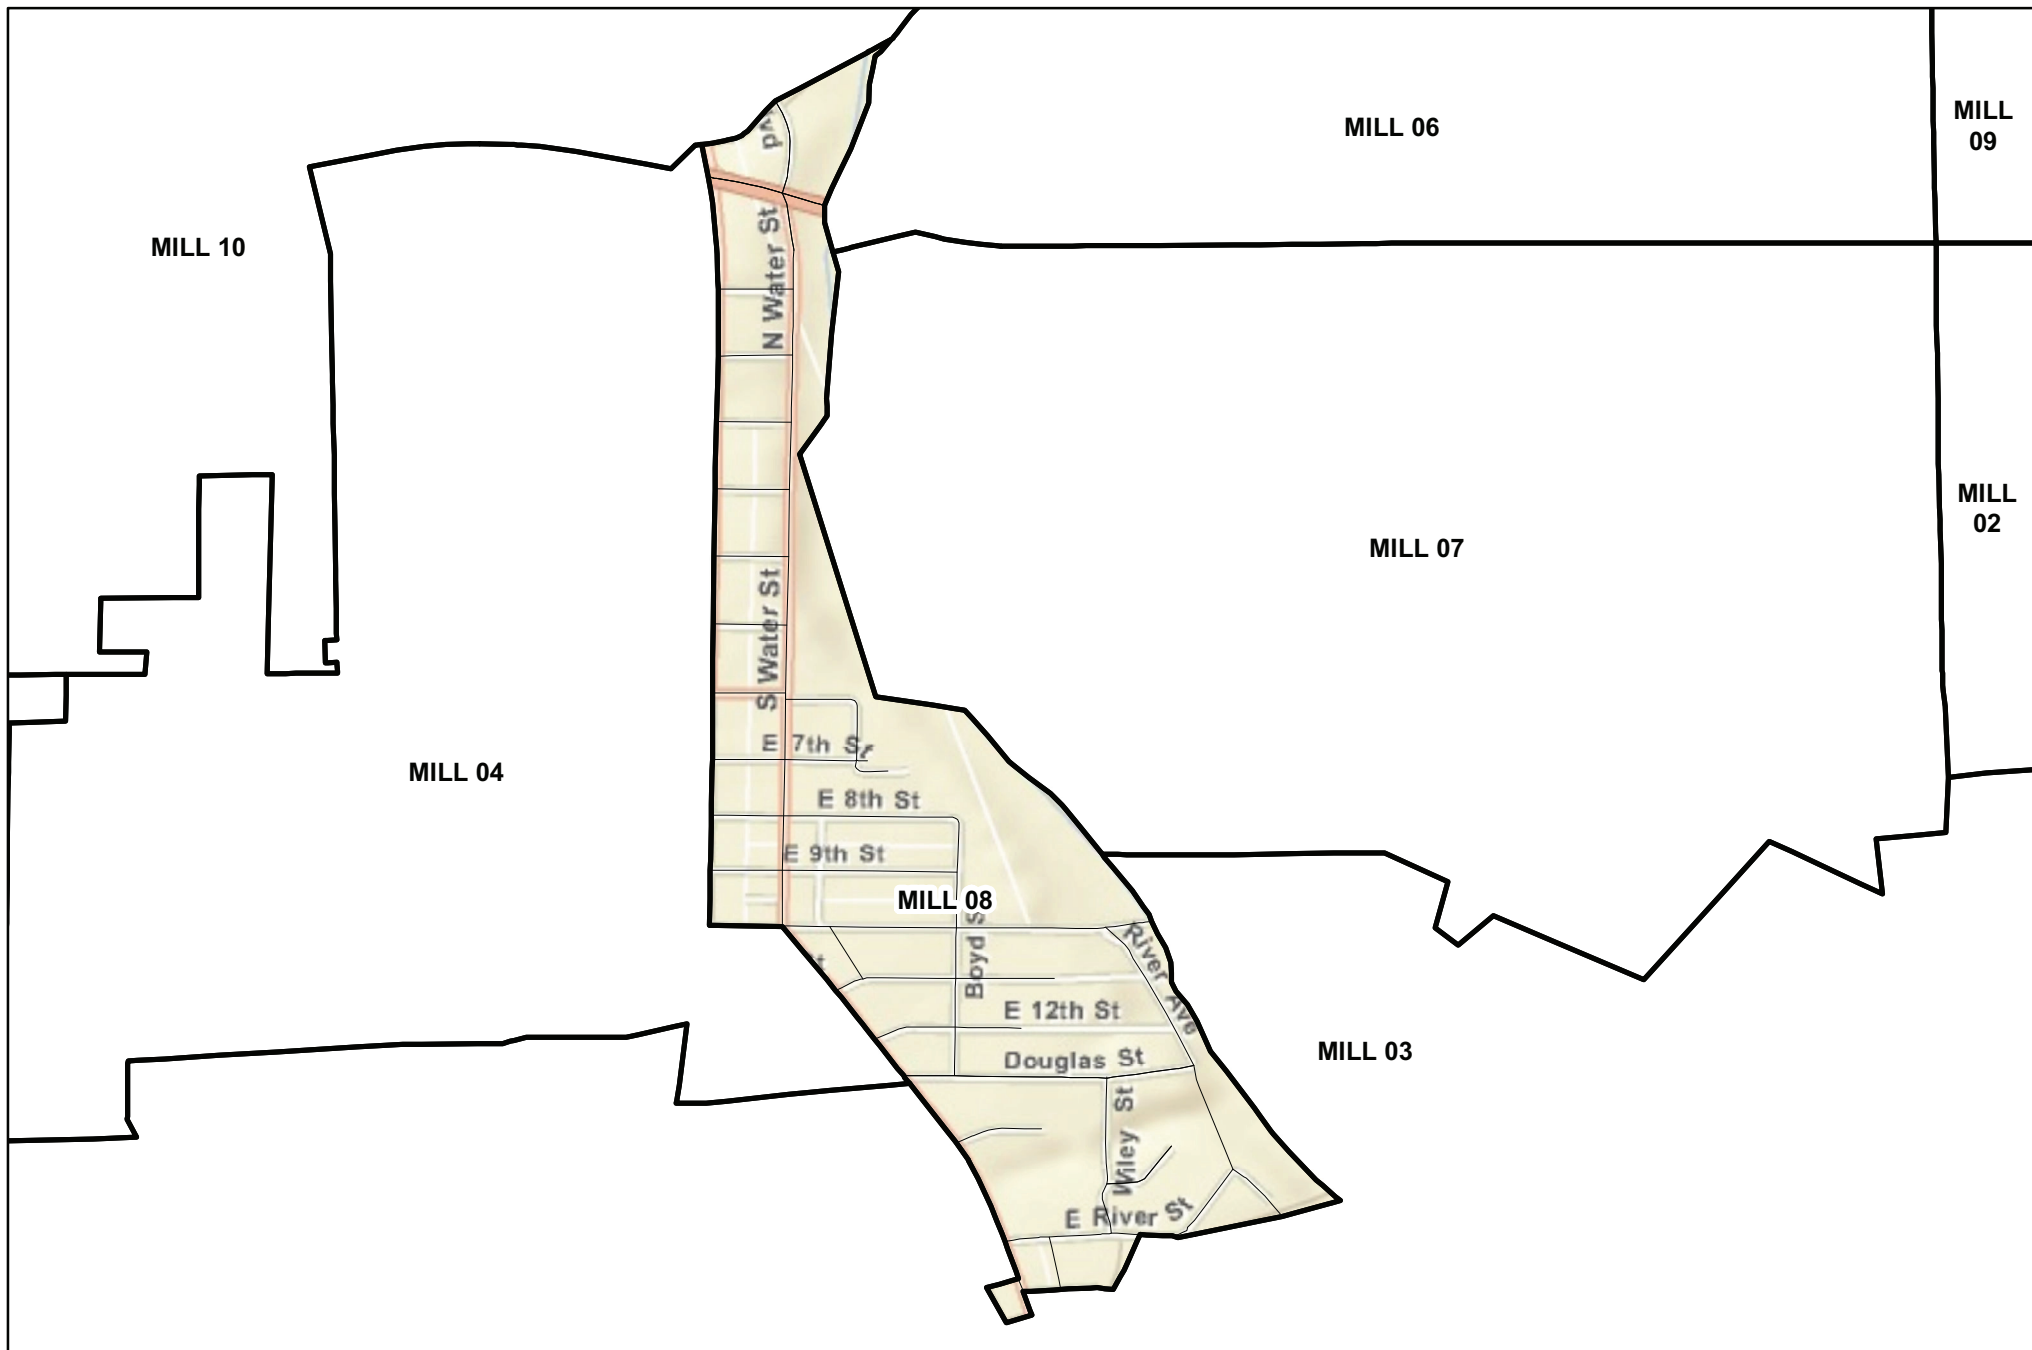 MILL 06
MILL
09
MILL 10
N Water St
MILL
02
MILL 07
S Water St
E 7th St
MILL 04
E 8th St
E 9th St
MILL 08
Boyd S
River Ave
E 12th St
MILL 03
Douglas St
Wiley St
E River St